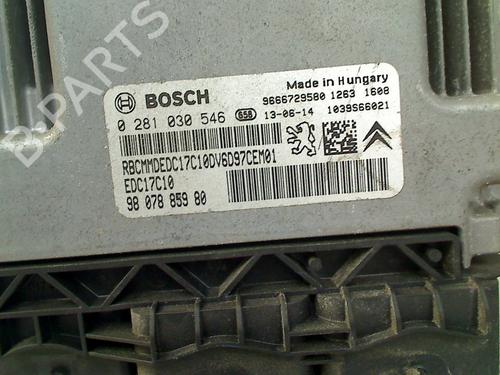 B-PARTS
BOSCH
Made in Hungary
9666729580 1263 1608
0 281 030 546 658 13-06-14 1039S66021
RBCMMDEDC17C10DV6D97CEM01
EDC17C10
98 078 859 80